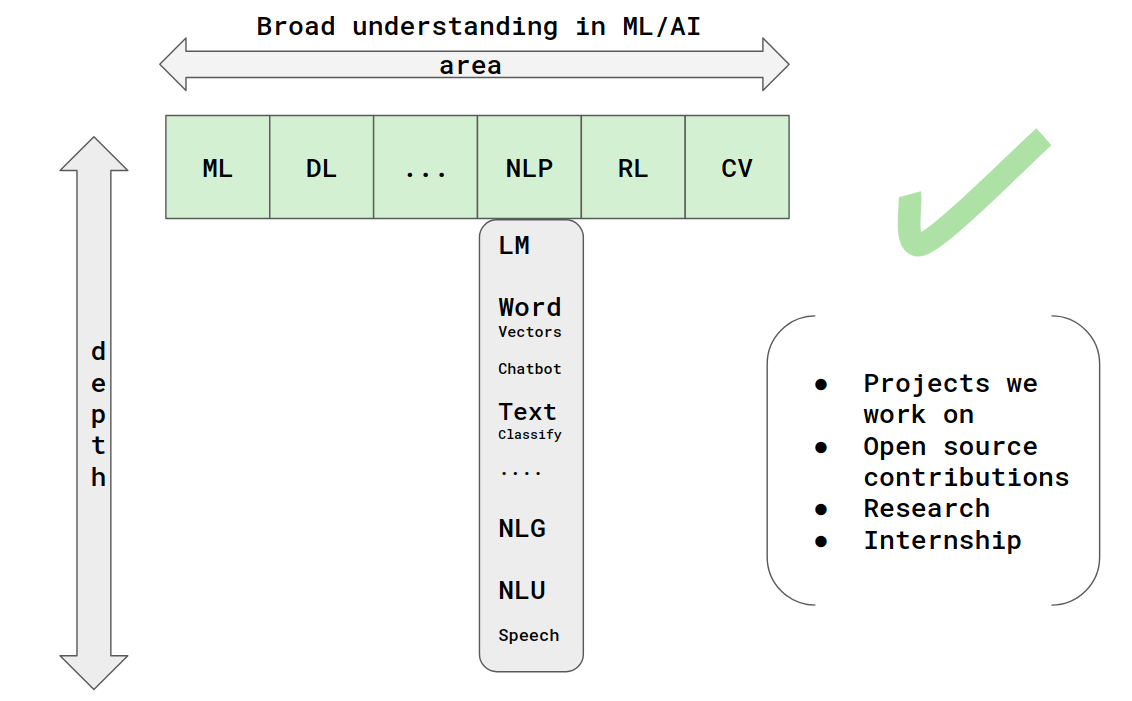 Broad understanding in ML/AI
area
ML DL ... NLP RL CV
depth
LM
Word
Vectors
Chatbot
Text
Classify
....
NLG
NLU
Speech
● Projects we
work on
● Open source
contributions
● Research
● Internship